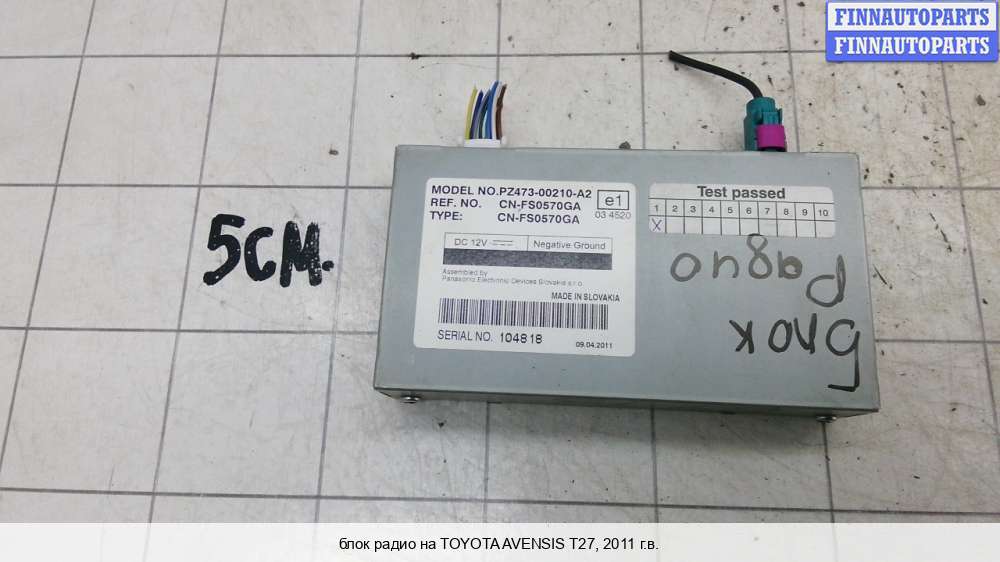 FINNAUTOPARTS
FINNAUTOPARTS
MODEL NO.PZ473-00210-A2
REF. NO. CN-FS0570GA
TYPE: CN-FS0570GA
e1
03 4520
DC 12V
Negative Ground
Assembled by
Panasonic Electronic Devices Slovakia s.r.o.
MADE IN SLOVAKIA
SERIAL NO. 104818
09.04.2011
Test passed
1 2 3 4 5 6 7 8 9 10
X
5СМ.
Блок
Радио
блок радио на TOYOTA AVENSIS T27, 2011 г.в.